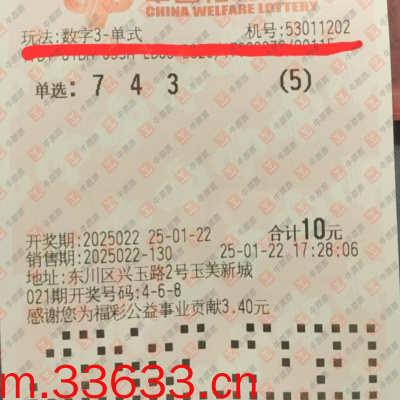 CHINA WELFARE LOTTERY
玩法:数字3-单式 机号:53011202
单选: 7 4 3 (5)
开奖期:2025022 25-01-22 合计10元
销售期:2025022-130 25-01-22 17:28:06
地址:东川区兴玉路2号玉美新城
021期开奖号码:4-6-8
感谢您为福彩公益事业贡献3.40元
m.33633.cn